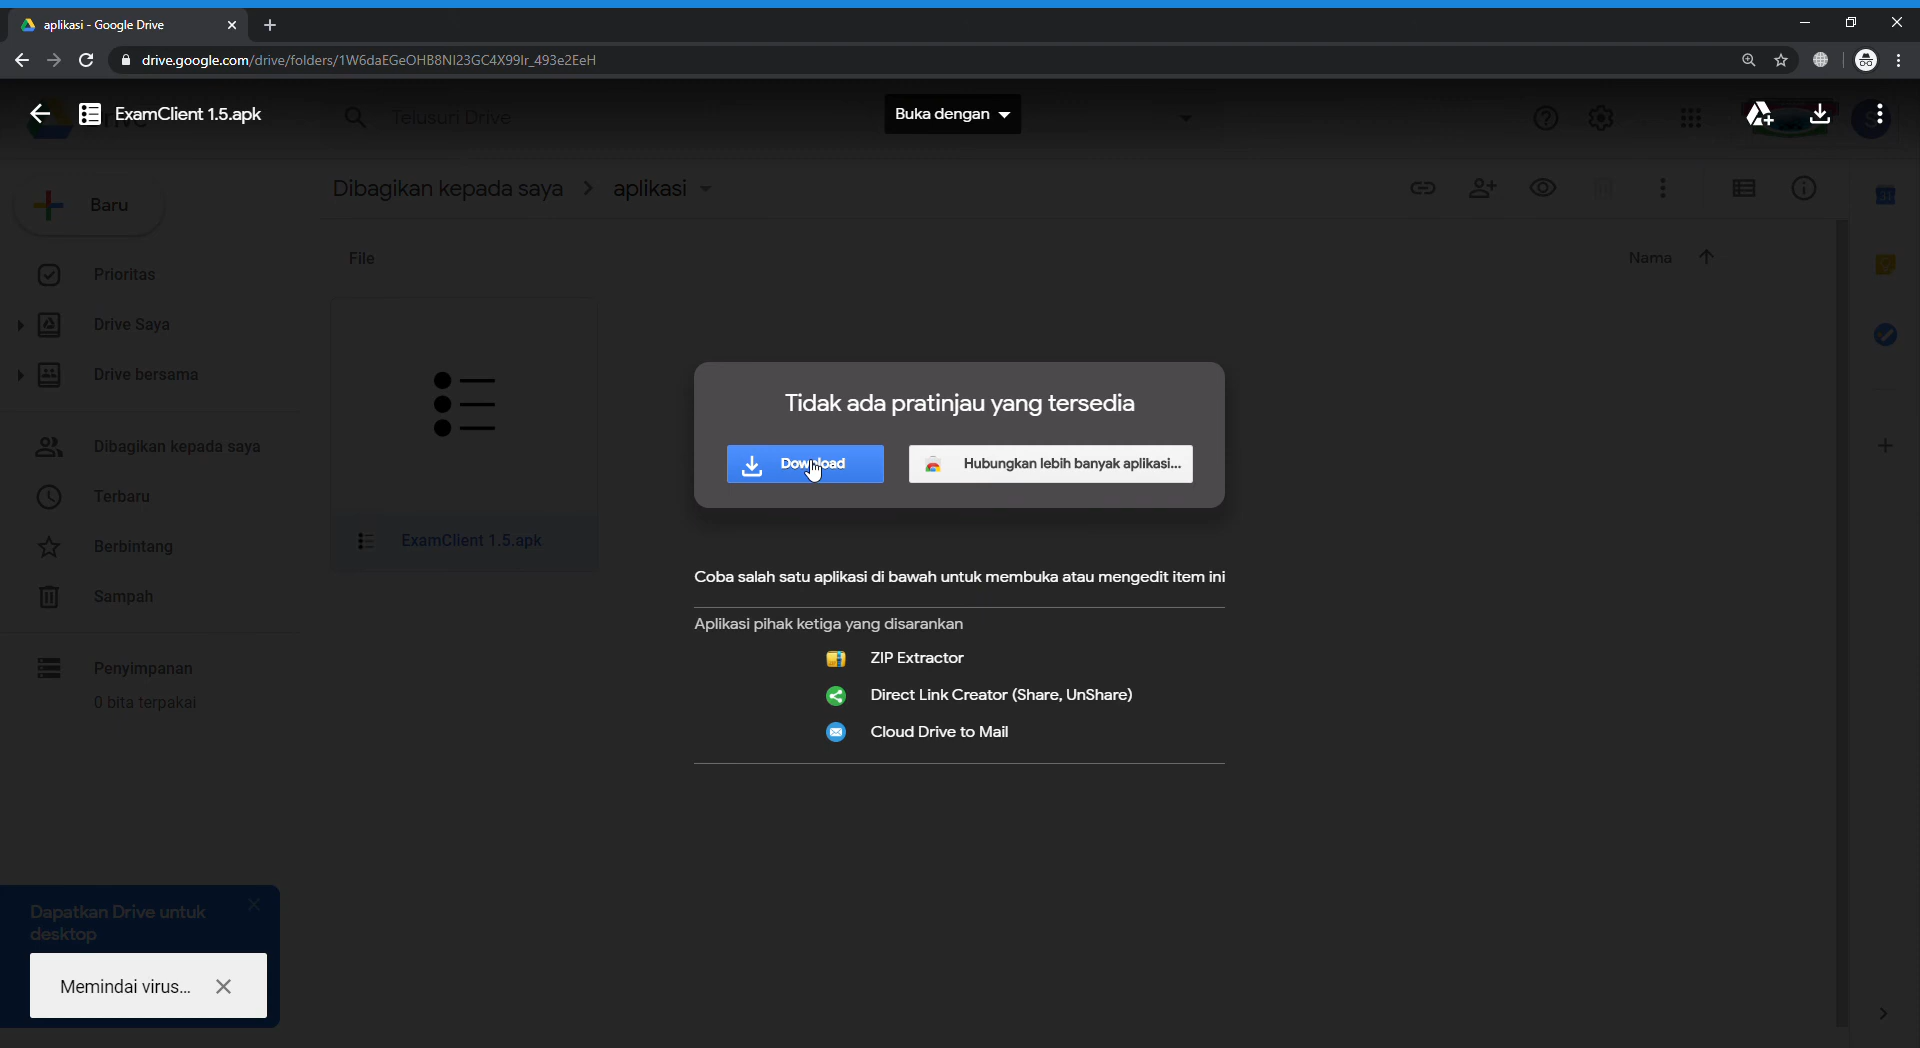 aplikasi - Google Drive
drive.google.com/drive/folders/1W6daEGeOHB8NI23GC4X99Ir_493e2EeH
ExamClient 1.5.apk
Telusuri Drive
Buka dengan
Baru
Dibagikan kepada saya > aplikasi
File
Nama
Prioritas
Drive Saya
Drive bersama
Dibagikan kepada saya
Terbaru
Berbintang
Sampah
Penyimpanan
0 bita terpakai
ExamClient 1.5.apk
Tidak ada pratinjau yang tersedia
Download
Hubungkan lebih banyak aplikasi...
Coba salah satu aplikasi di bawah untuk membuka atau mengedit item ini
Aplikasi pihak ketiga yang disarankan
ZIP Extractor
Direct Link Creator (Share, UnShare)
Cloud Drive to Mail
Dapatkan Drive untuk
desktop
Memindai virus...